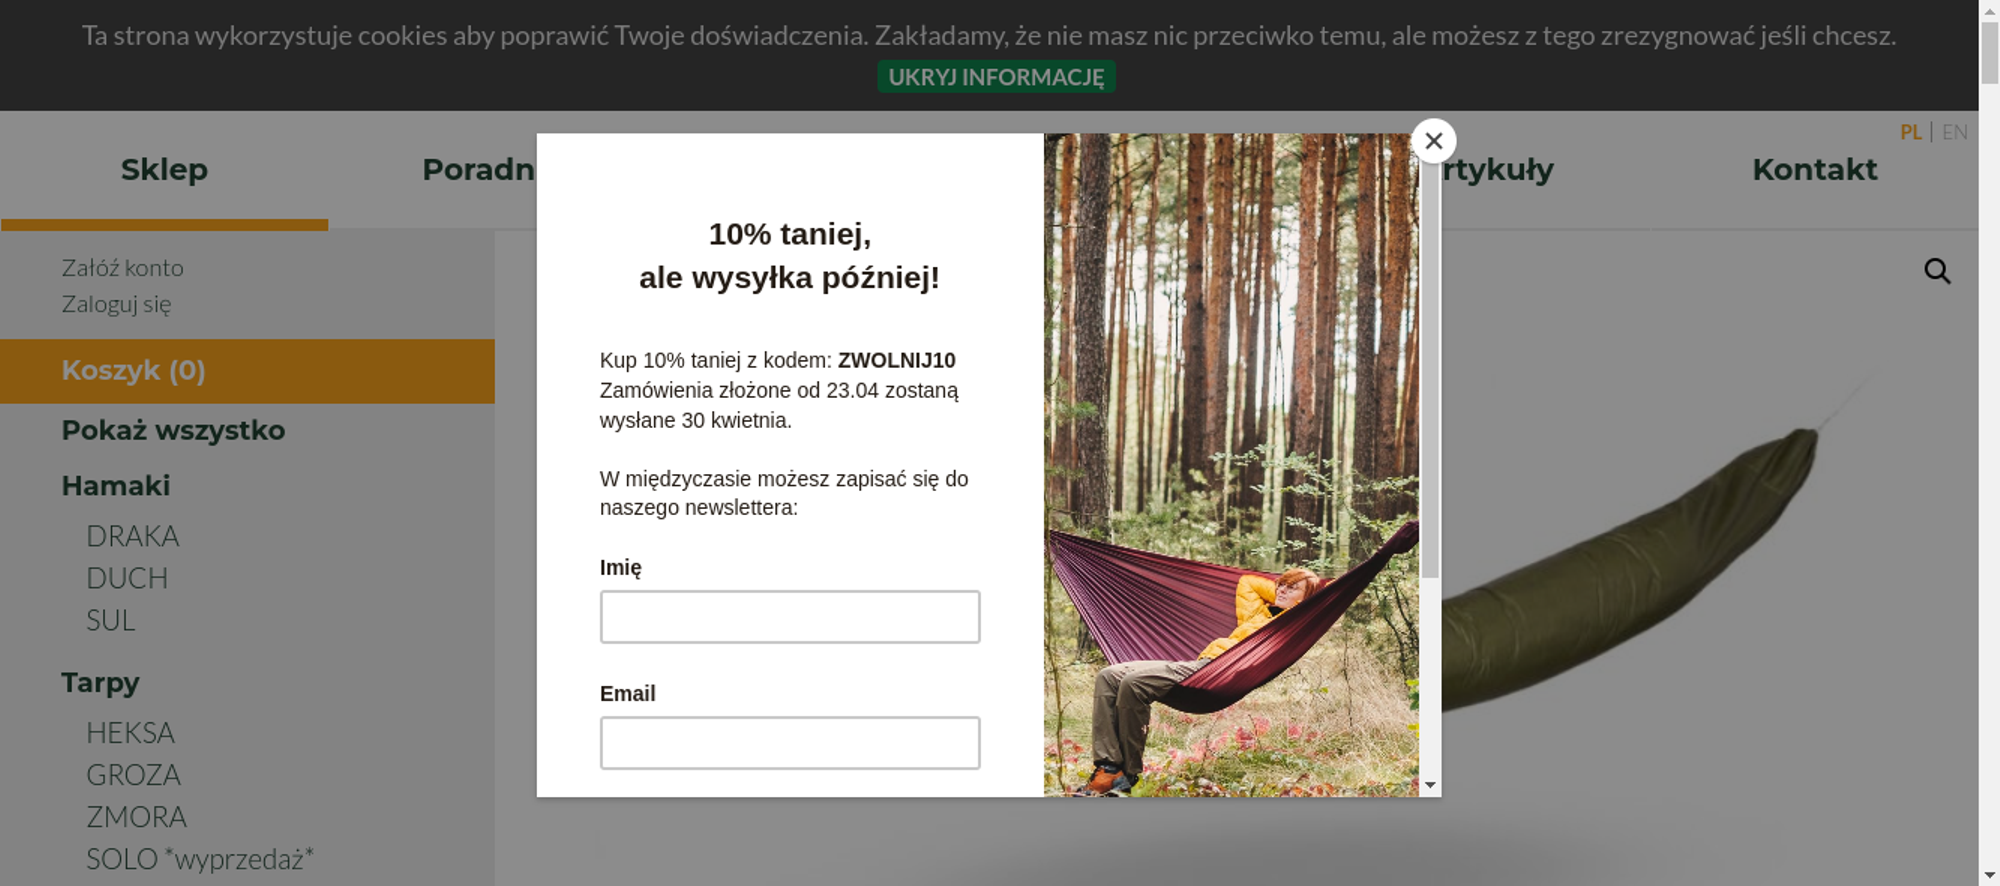 Ta strona wykorzystuje cookies aby poprawić Twoje doświadczenia. Zakładamy, że nie masz nic przeciwko temu, ale możesz z tego zrezygnować jeśli chcesz.
UKRYJ INFORMACJĘ
PL | EN
Sklep
Poradn
rtykuły
Kontakt
Załóż konto
Zaloguj się
Koszyk (0)
Pokaż wszystko
Hamaki
DRAKA
DUCH
SUL
Tarpy
HEKSA
GROZA
ZMORA
SOLO *wyprzedaż*
10% taniej,
ale wysyłka później!
Kup 10% taniej z kodem: ZWOLNIJ10
Zamówienia złożone od 23.04 zostaną
wysłane 30 kwietnia.
W międzyczasie możesz zapisać się do
naszego newslettera:
Imię
Email